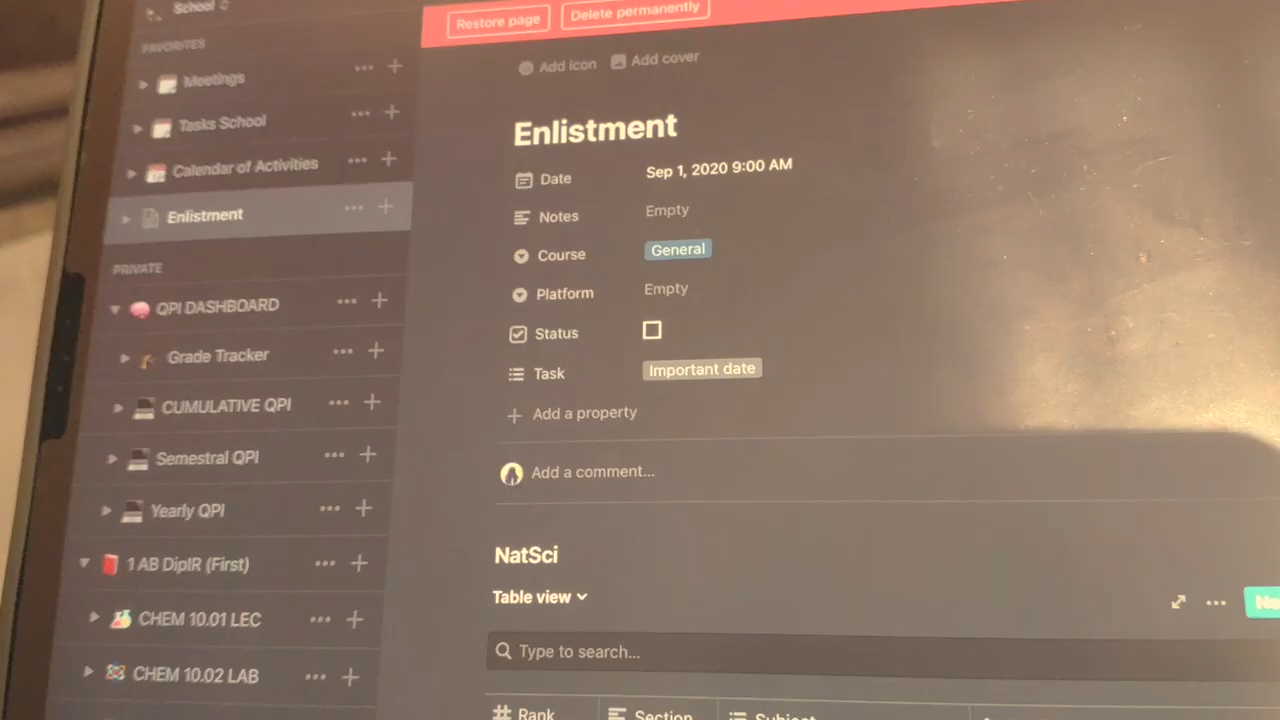 School
FAVORITES
Meetings
Tasks School
Calendar of Activities
Enlistment
PRIVATE
QPI DASHBOARD
Grade Tracker
CUMULATIVE QPI
Semestral QPI
Yearly QPI
1 AB DipIR (First)
CHEM 10.01 LEC
CHEM 10.02 LAB
Restore page Delete permanently
Add icon Add cover
Enlistment
Date Sep 1, 2020 9:00 AM
Notes Empty
Course General
Platform Empty
Status
Task Important date
Add a property
Add a comment...
NatSci
Table view
Type to search...
Rank Section Subject